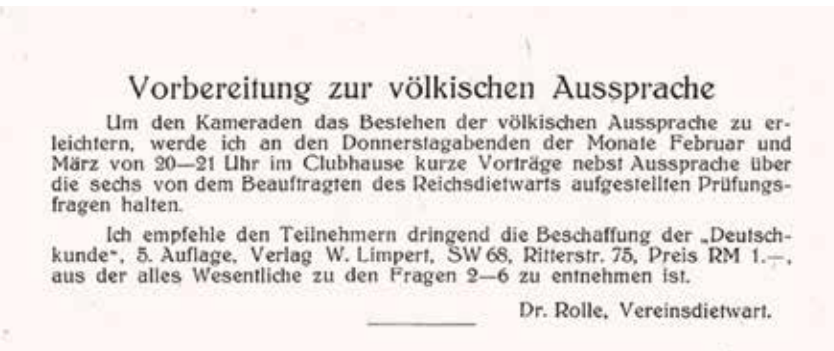 Vorbereitung zur völkischen Aussprache
Um den Kameraden das Bestehen der völkischen Aussprache zu er-
leichtern, werde ich an den Donnerstagabenden der Monate Februar und
März von 20—21 Uhr im Clubhause kurze Vorträge nebst Aussprache über
die sechs von dem Beauftragten des Reichsdietwarts aufgestellten Prüfungs-
fragen halten.
Ich empfehle den Teilnehmern dringend die Beschaffung der „Deutsch-
kunde“, 5. Auflage, Verlag W. Limpert, SW 68, Ritterstr. 75, Preis RM 1.—,
aus der alles Wesentliche zu den Fragen 2—6 zu entnehmen ist.
Dr. Rolle, Vereinsdietwart.